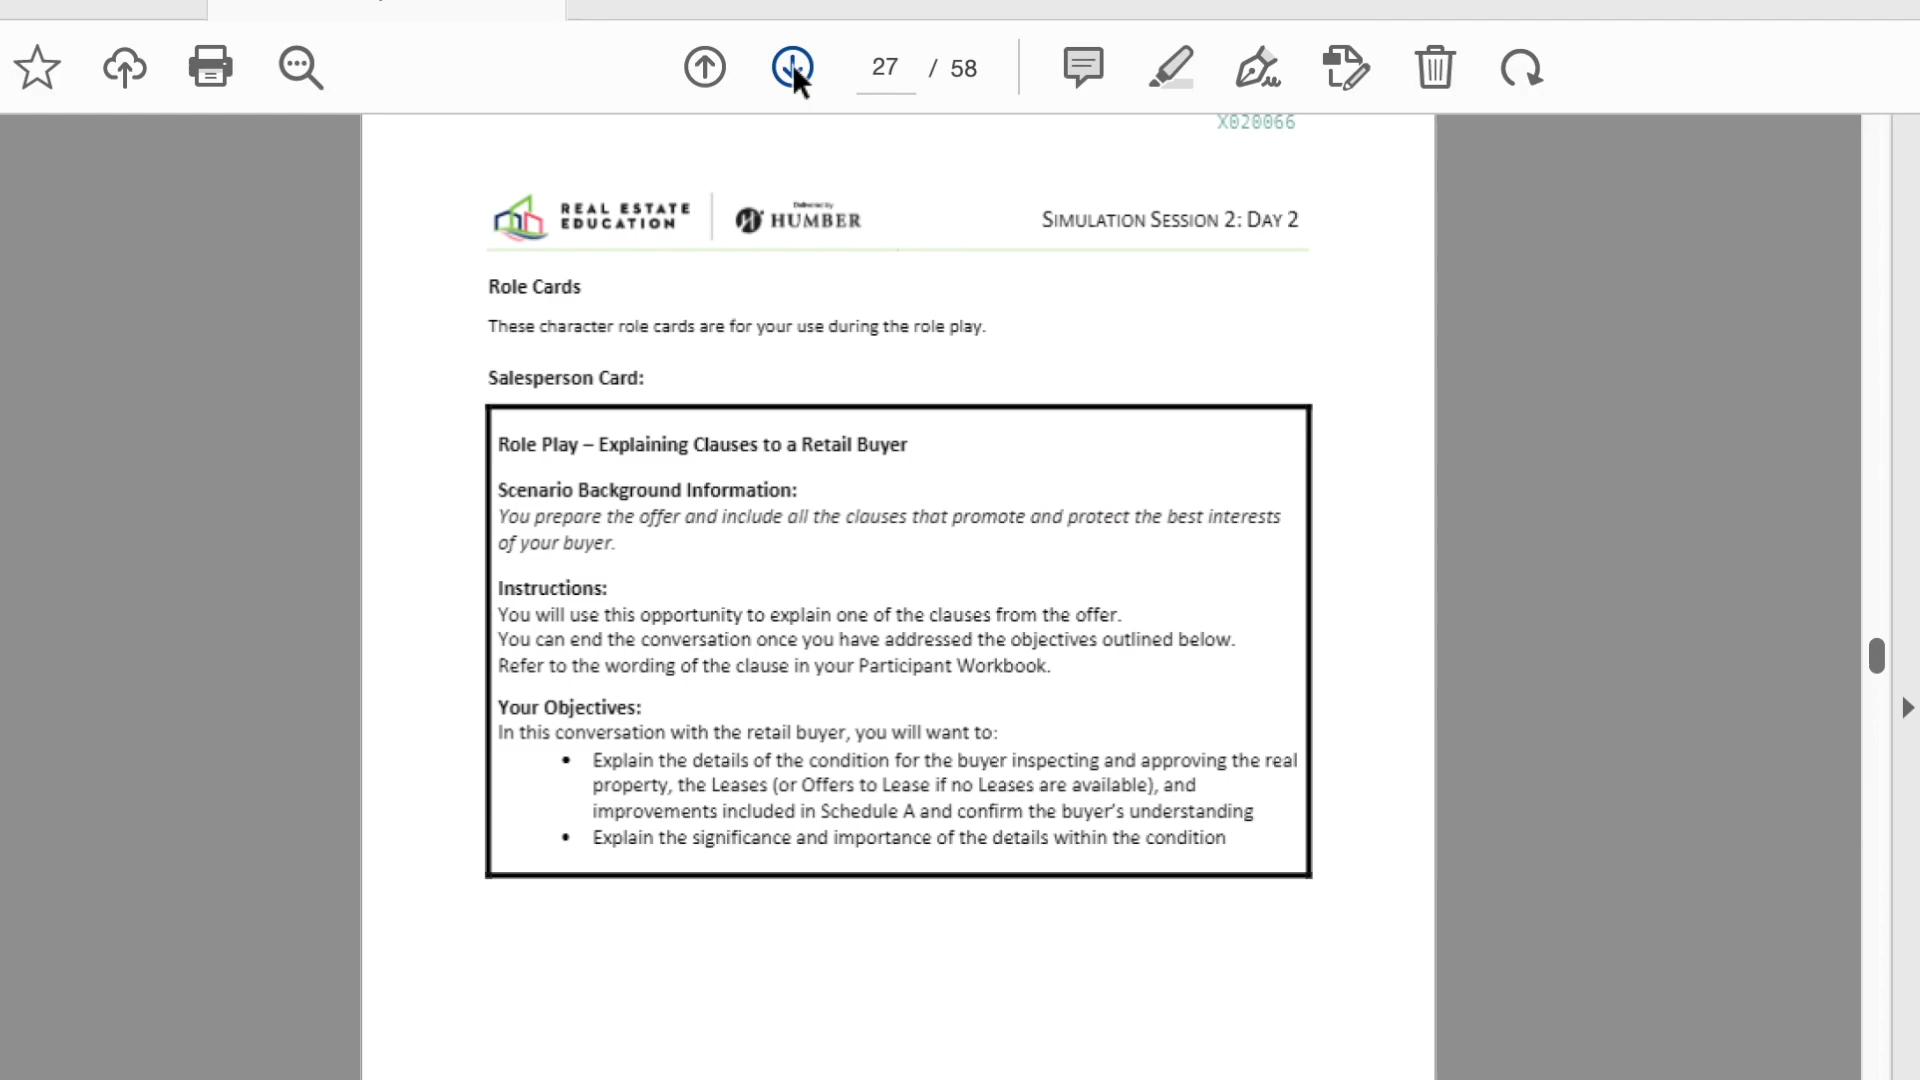 27 / 58
X020066
REAL ESTATE
EDUCATION
Delivered by
HUMBER
SIMULATION SESSION 2: DAY 2
Role Cards
These character role cards are for your use during the role play.
Salesperson Card:
Role Play – Explaining Clauses to a Retail Buyer
Scenario Background Information:
You prepare the offer and include all the clauses that promote and protect the best interests
of your buyer.
Instructions:
You will use this opportunity to explain one of the clauses from the offer.
You can end the conversation once you have addressed the objectives outlined below.
Refer to the wording of the clause in your Participant Workbook.
Your Objectives:
In this conversation with the retail buyer, you will want to:
• Explain the details of the condition for the buyer inspecting and approving the real
property, the Leases (or Offers to Lease if no Leases are available), and
improvements included in Schedule A and confirm the buyer's understanding
• Explain the significance and importance of the details within the condition